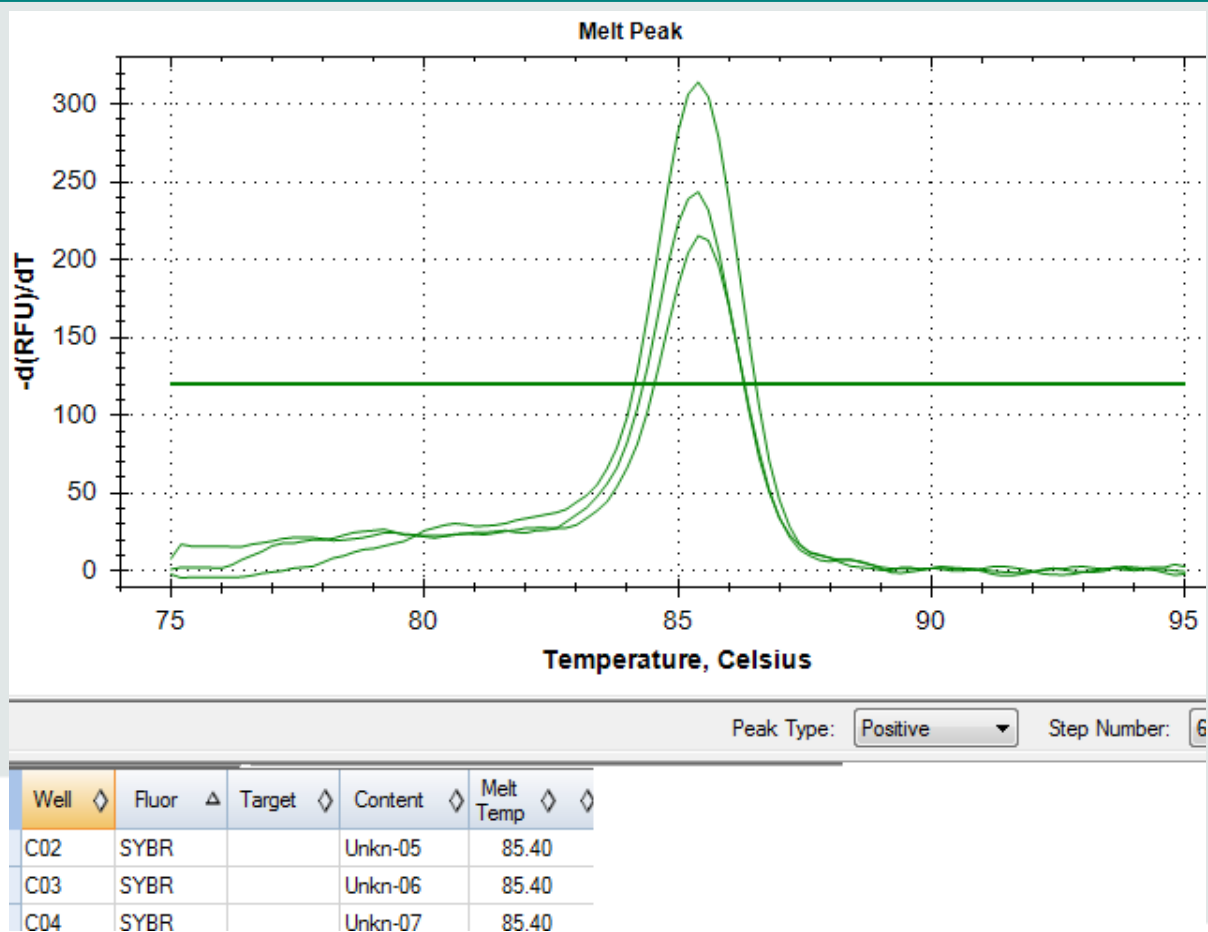 Melt Peak
300
250
200
150
100
50
0
-d(RFU)/dT
75 80 85 90 95
Temperature, Celsius
Peak Type: Positive Step Number: 6
Well Fluor Target Content Melt Temp
C02 SYBR Unkn-05 85.40
C03 SYBR Unkn-06 85.40
C04 SYBR Unkn-07 85.40